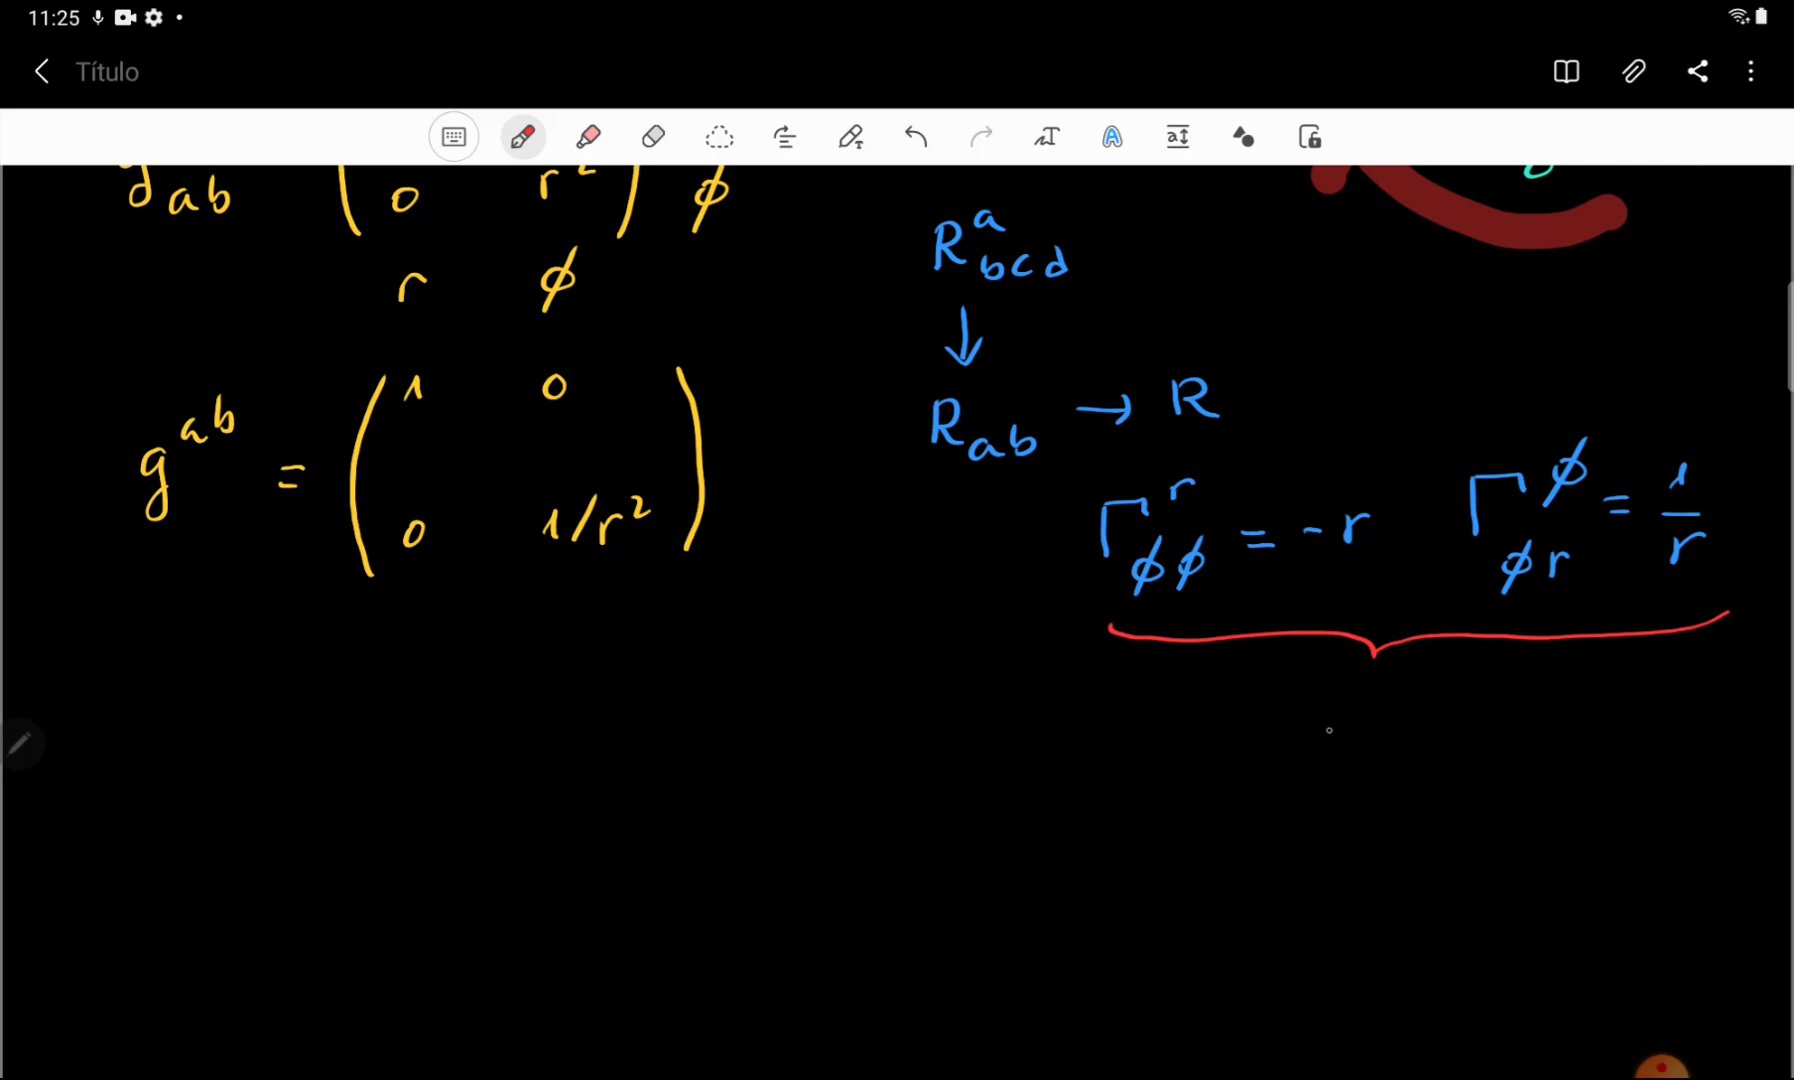 11:25
Título
g_ab ( 0 r² ) ϕ
r ϕ
g^ab = ( 1 0
0 1/r² )
R^a_bcd
↓
R_ab → R
Γ^r_ϕϕ = -r Γ^ϕ_ϕr = 1/r